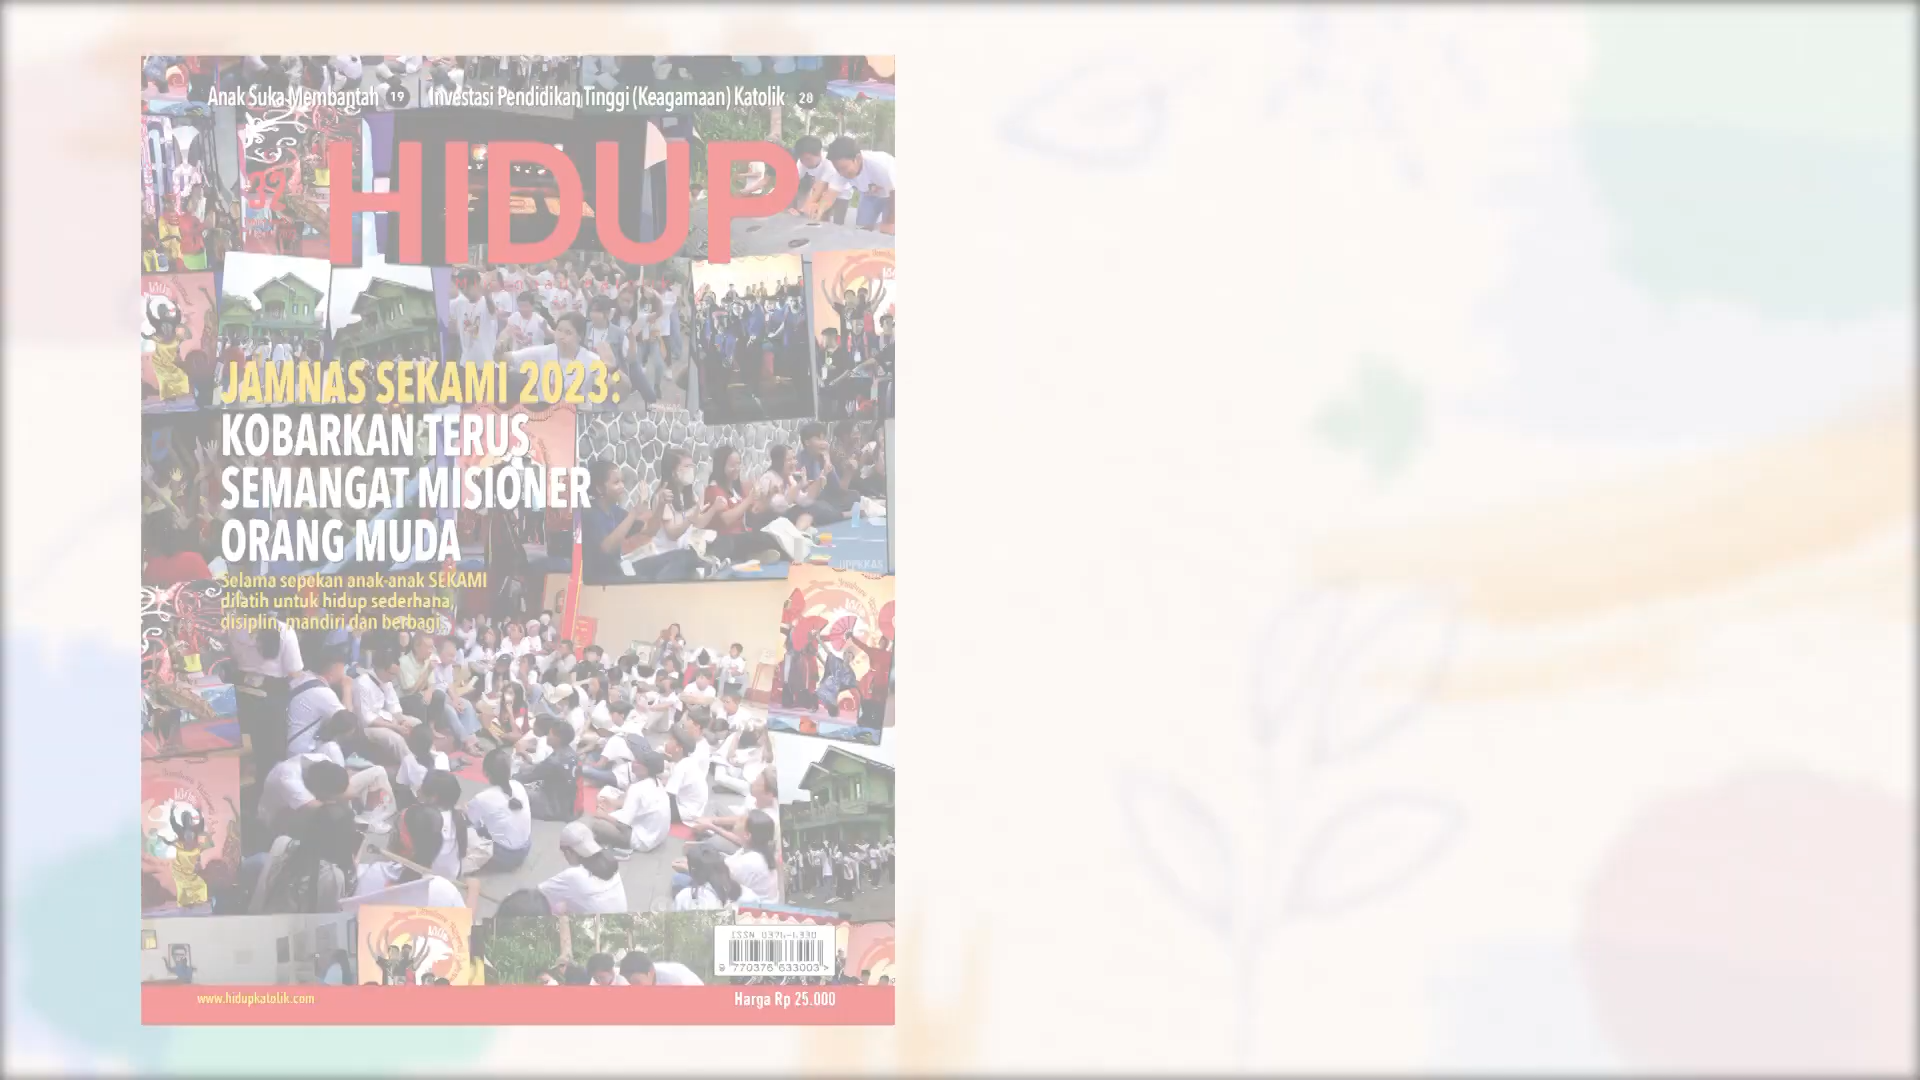 Anak Suka Membantah 19 Investasi Pendidikan Tinggi (Keagamaan) Katolik 28
HIDUP
JAMNAS SEKAMI 2023:
KOBARKAN TERUS
SEMANGAT MISIONER
ORANG MUDA
Selama sepekan anak-anak SEKAMI
dilatih untuk hidup sederhana,
disiplin, mandiri dan berbagi.
ISSN 0376-6330
9 770376 633003>
www.hidupkatolik.com
Harga Rp 25.000